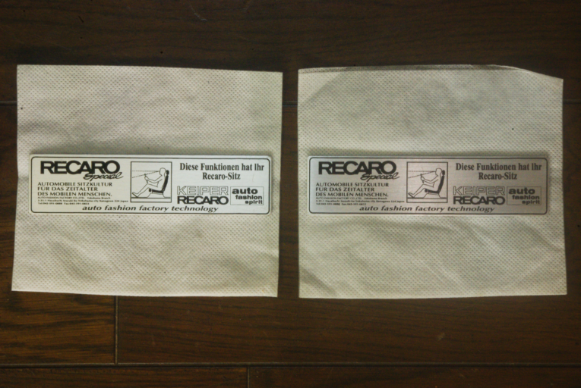 RECARO
Special
AUTOMOBILE SITZKULTUR
FÜR DAS ZEITALTER
DES MOBILEN MENSCHEN.
Diese Funktionen hat Ihr
Recaro-Sitz
KEIPER
RECARO
auto
fashion
spirit
auto fashion factory technology
RECARO
Special
AUTOMOBILE SITZKULTUR
FÜR DAS ZEITALTER
DES MOBILEN MENSCHEN.
Diese Funktionen hat Ihr
Recaro-Sitz
KEIPER
RECARO
auto
fashion
spirit
auto fashion factory technology